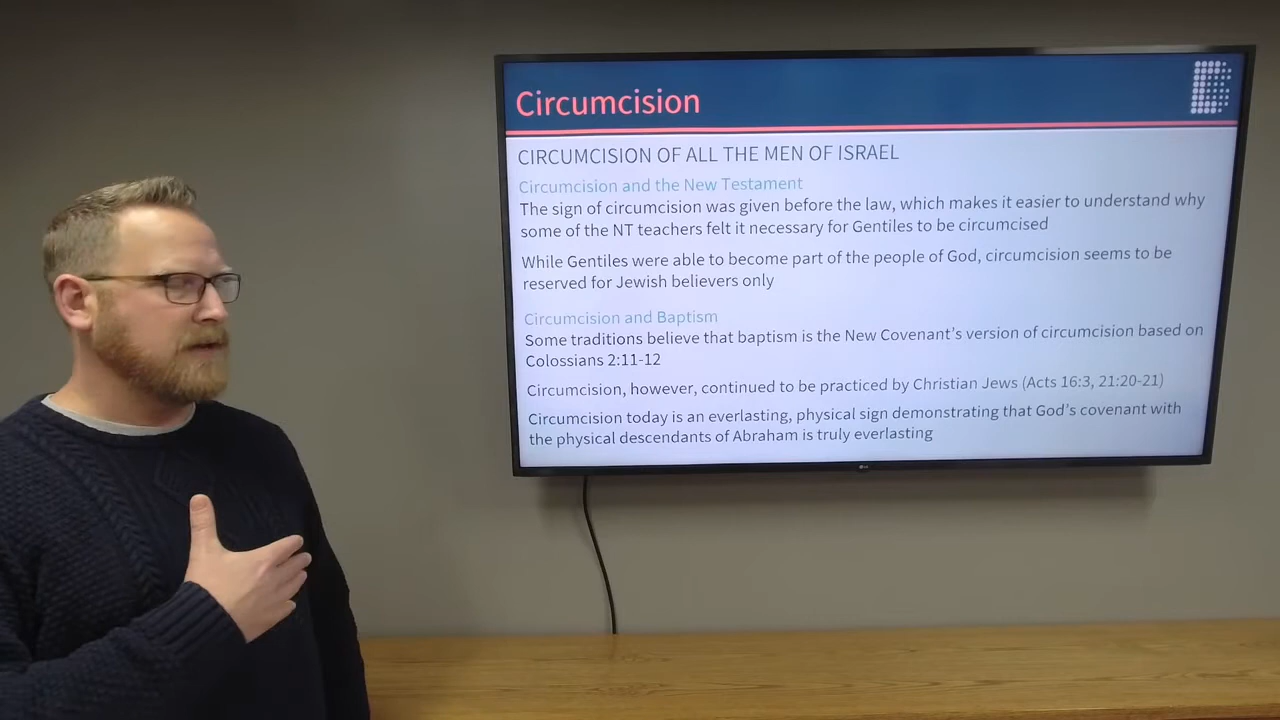 Circumcision
CIRCUMCISION OF ALL THE MEN OF ISRAEL
Circumcision and the New Testament
The sign of circumcision was given before the law, which makes it easier to understand why
some of the NT teachers felt it necessary for Gentiles to be circumcised
While Gentiles were able to become part of the people of God, circumcision seems to be
reserved for Jewish believers only
Circumcision and Baptism
Some traditions believe that baptism is the New Covenant's version of circumcision based on
Colossians 2:11-12
Circumcision, however, continued to be practiced by Christian Jews (Acts 16:3, 21:20-21)
Circumcision today is an everlasting, physical sign demonstrating that God's covenant with
the physical descendants of Abraham is truly everlasting
LG